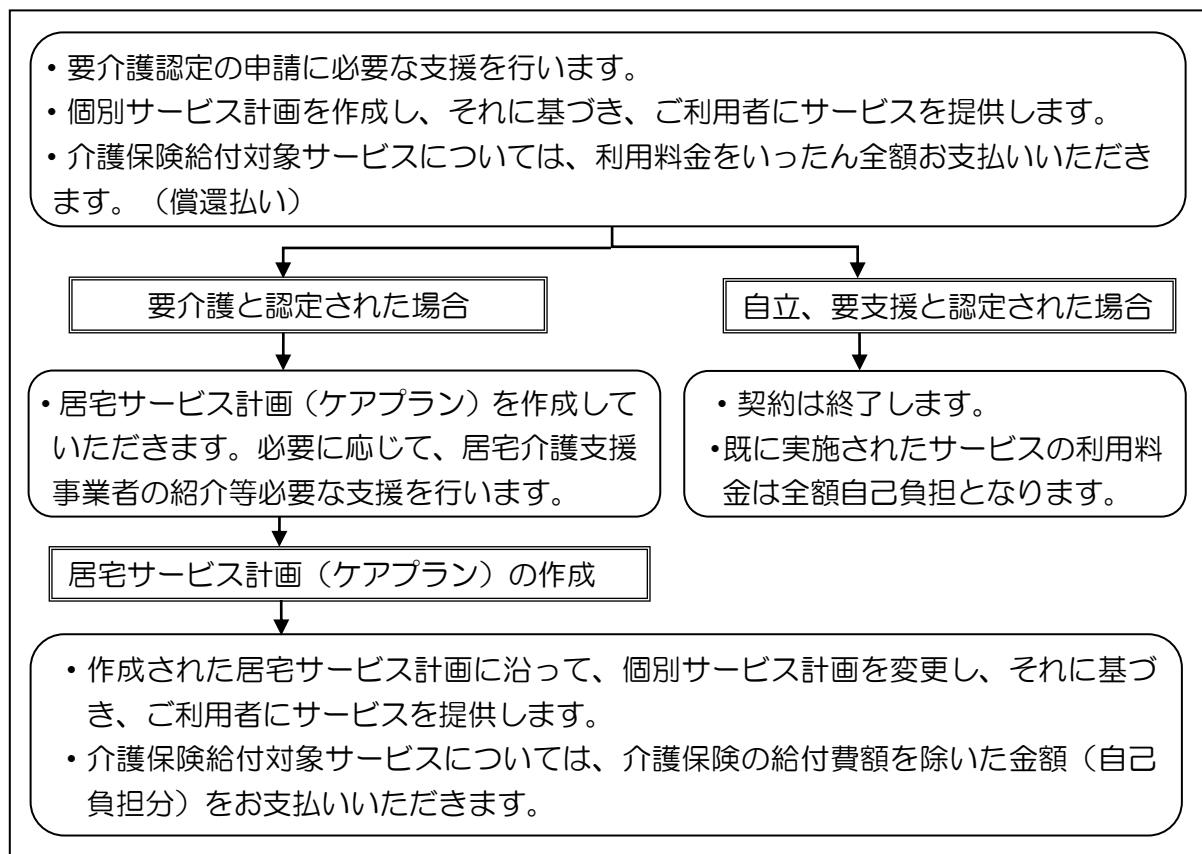 ・要介護認定の申請に必要な支援を行います。
・個別サービス計画を作成し、それに基づき、ご利用者にサービスを提供します。
・介護保険給付対象サービスについては、利用料金をいったん全額お支払いいただき
ます。（償還払い）
要介護と認定された場合
自立、要支援と認定された場合
・居宅サービス計画（ケアプラン）を作成して
いただきます。必要に応じて、居宅介護支援
事業者の紹介等必要な支援を行います。
・契約は終了します。
・既に実施されたサービスの利用料
金は全額自己負担となります。
居宅サービス計画（ケアプラン）の作成
・作成された居宅サービス計画に沿って、個別サービス計画を変更し、それに基づ
き、ご利用者にサービスを提供します。
・介護保険給付対象サービスについては、介護保険の給付費額を除いた金額（自己
負担分）をお支払いいただきます。